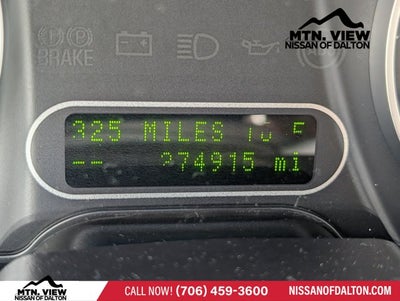 MTN. VIEW
NISSAN OF DALTON
BRAKE
325 MILES TO E
-- 274915 mi
MTN. VIEW
NISSAN OF DALTON
CALL NOW! (706) 459-3600
NISSANOFDALTON.COM